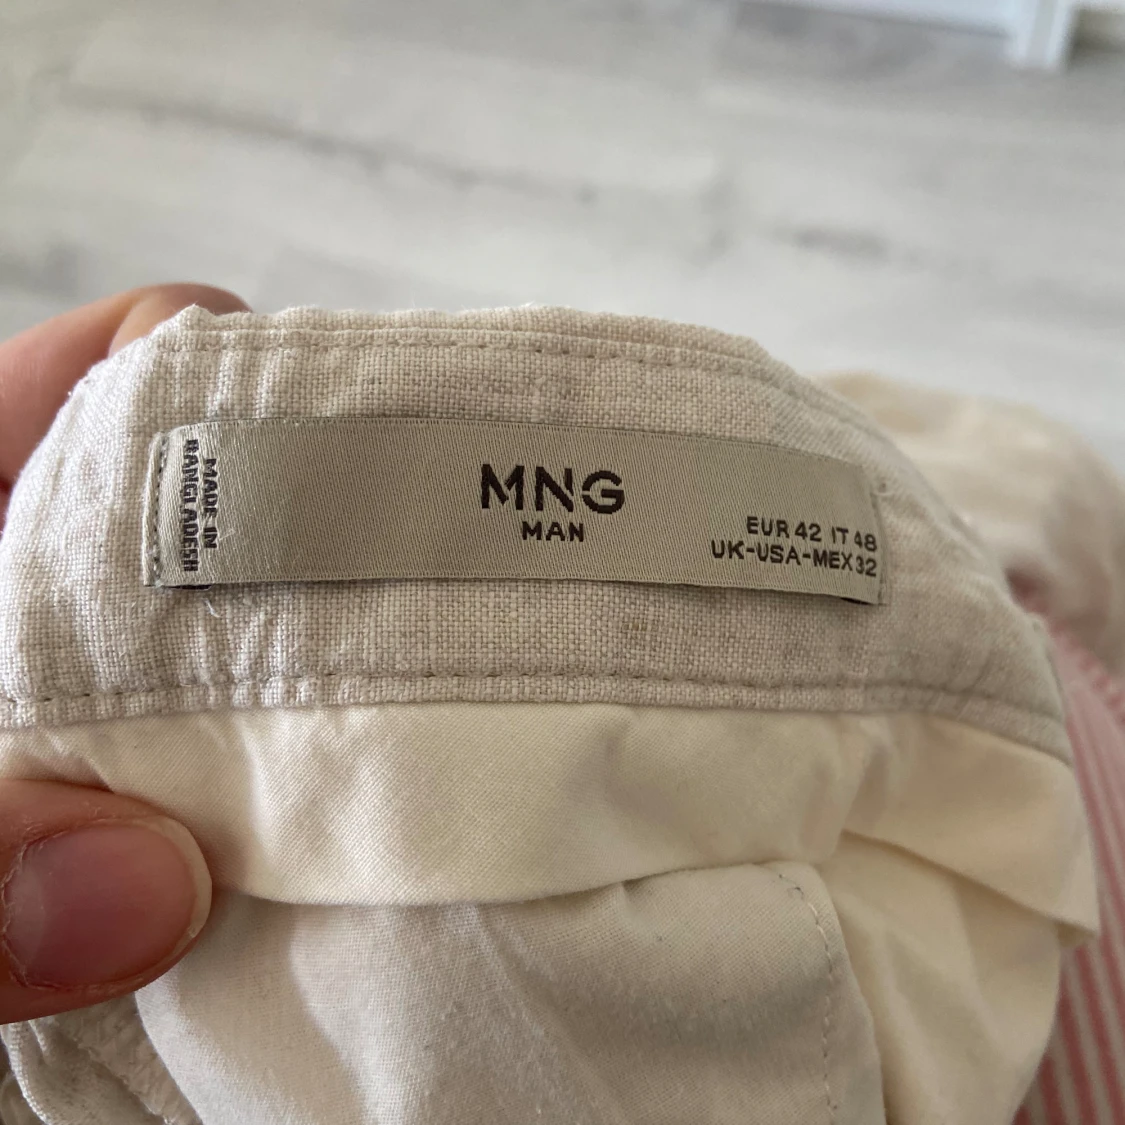 MADE IN
BANGLADESH
MNG
MAN
EUR 42 IT 48
UK-USA-MEX 32